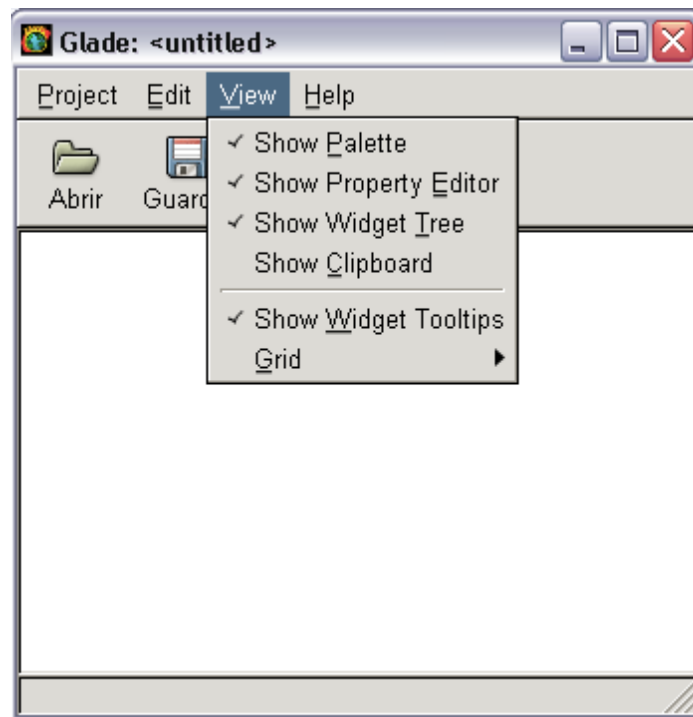 Glade: <untitled>
Project Edit View Help
Abrir
Show Palette
Show Property Editor
Show Widget Tree
Show Clipboard
Show Widget Tooltips
Grid